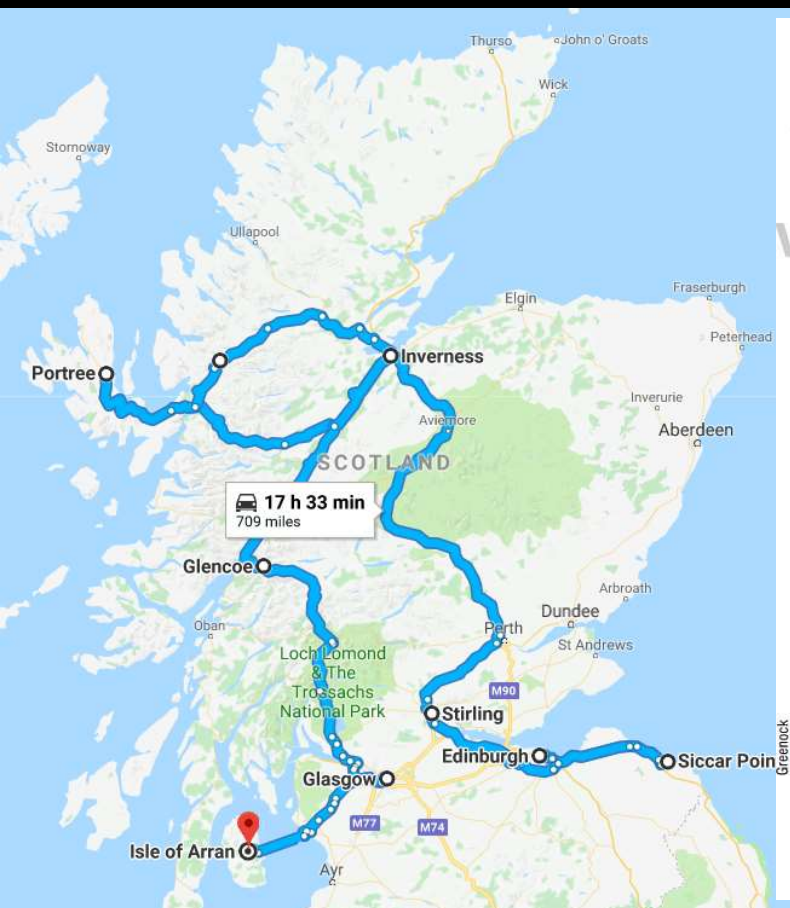 Thurso
John o' Groats
Wick
Stornoway
Ullapool
Fraserburgh
Elgin
Peterhead
Portree
Inverness
Inverurie
Aviemore
Aberdeen
SCOTLAND
17 h 33 min
709 miles
Glencoe
Arbroath
Oban
Dundee
Perth
St Andrews
Loch Lomond
& The
Trossachs
National Park
M90
Stirling
Edinburgh
Siccar Poin
Greenock
Glasgow
M77
M74
Isle of Arran
Ayr